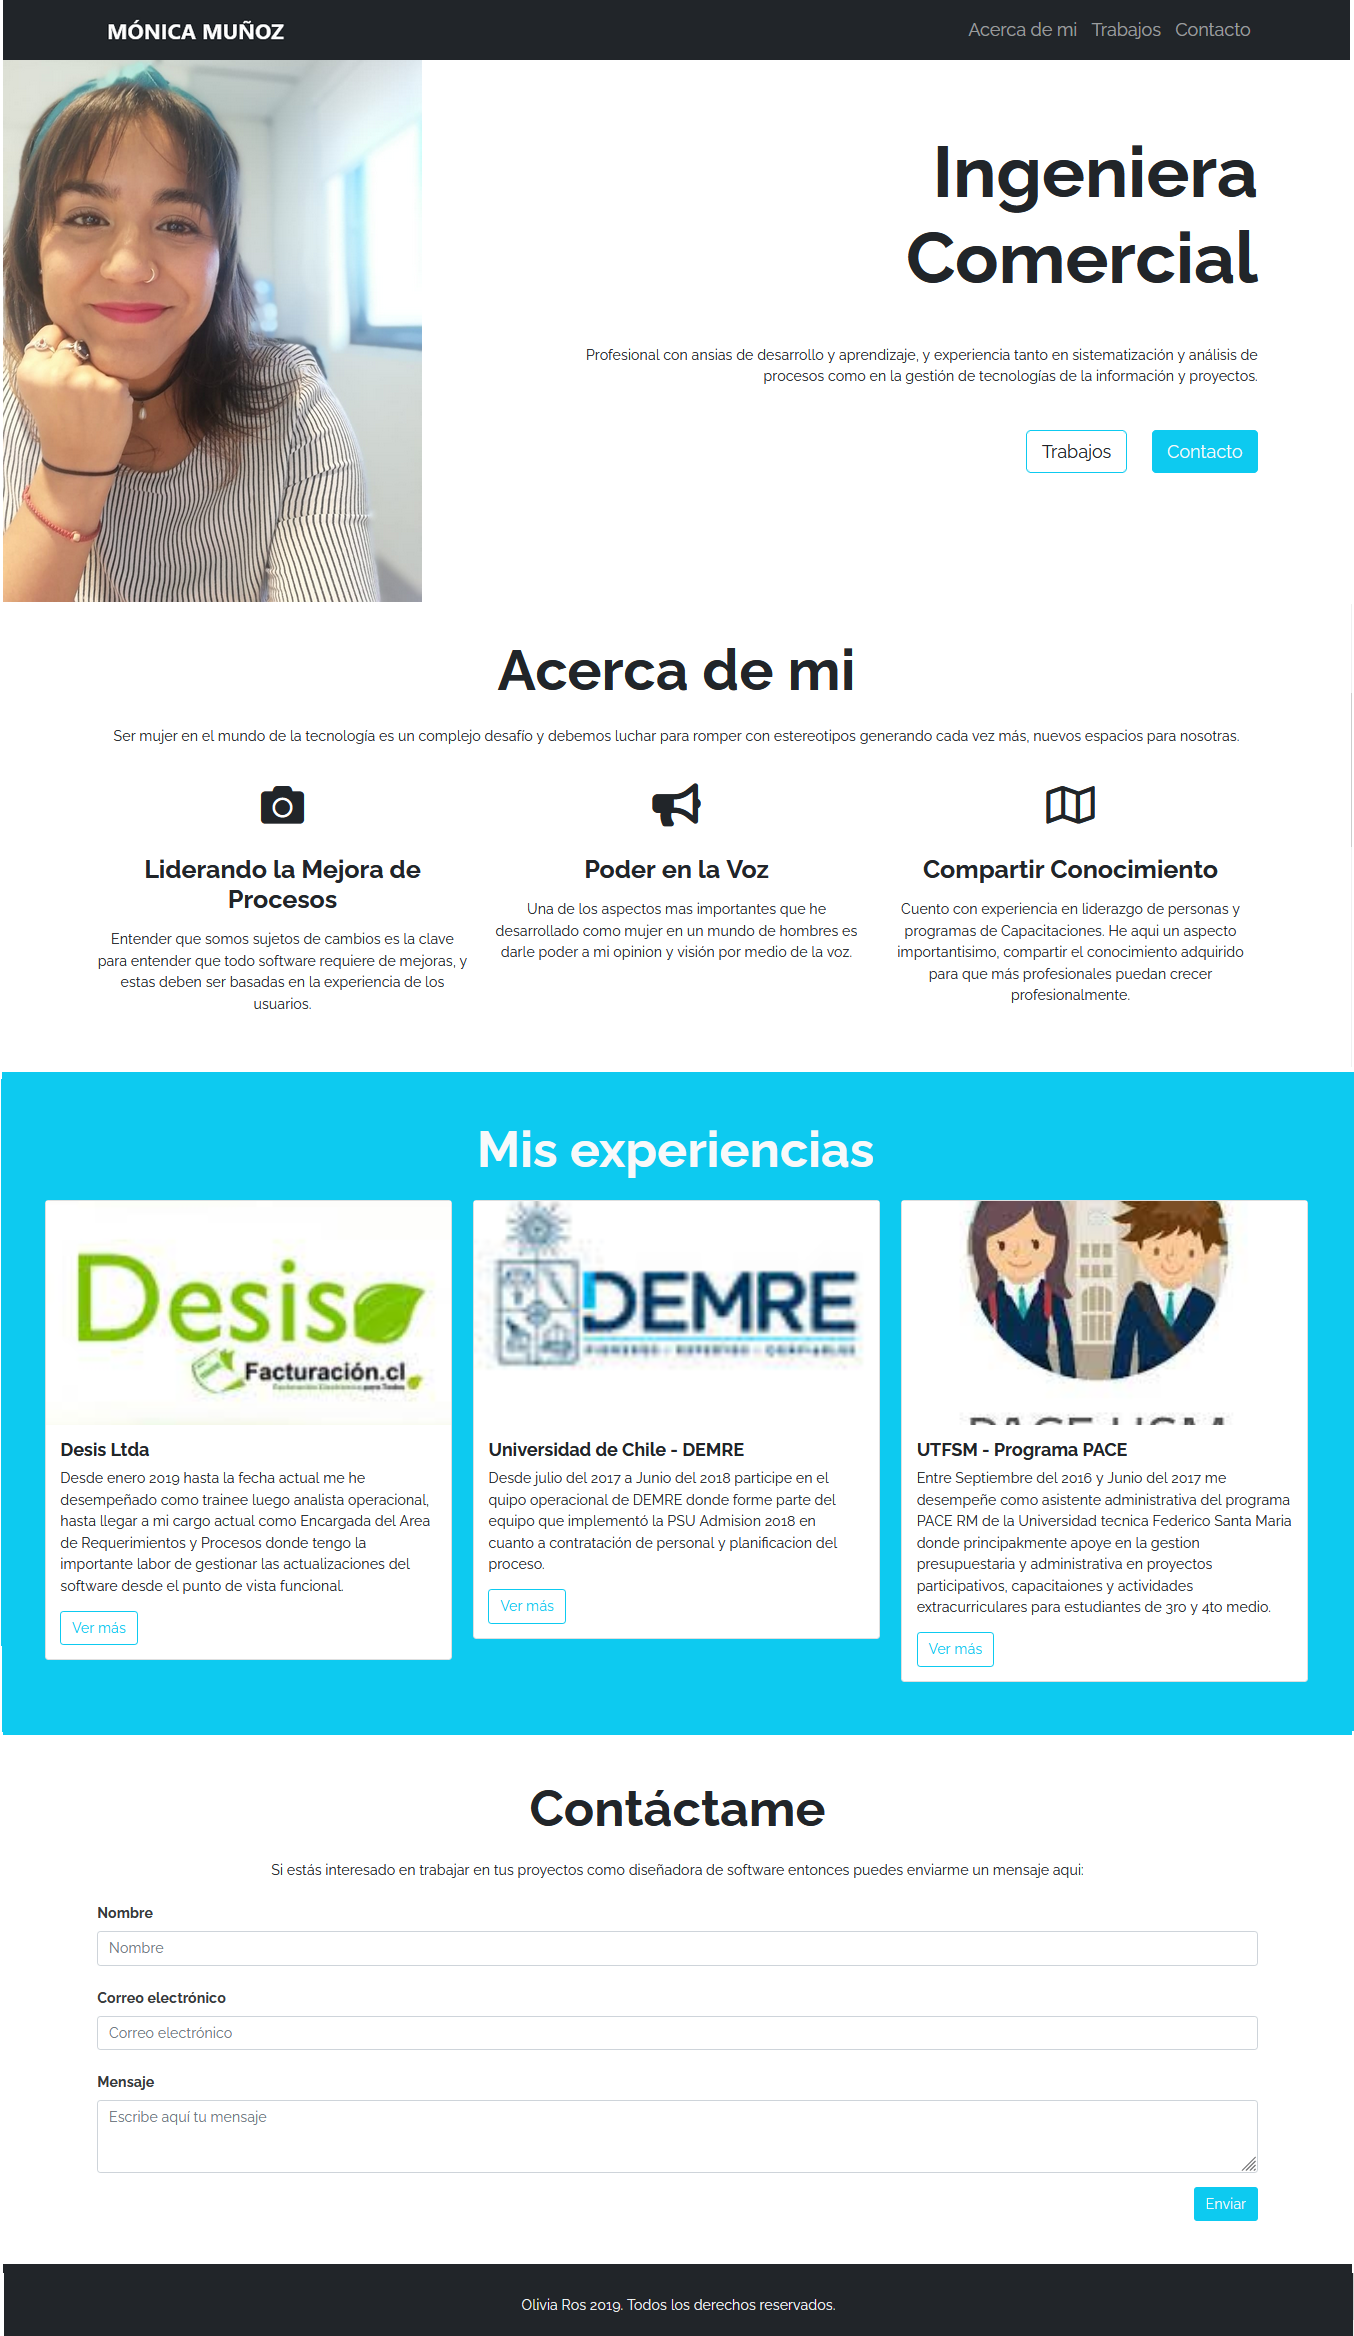 MÓNICA MUÑOZ
Acerca de mi Trabajos Contacto
Ingeniera
Comercial
Profesional con ansias de desarrollo y aprendizaje, y experiencia tanto en sistematización y análisis de
procesos como en la gestión de tecnologías de la información y proyectos.
Trabajos Contacto
Acerca de mi
Ser mujer en el mundo de la tecnología es un complejo desafío y debemos luchar para romper con estereotipos generando cada vez más, nuevos espacios para nosotras.
Liderando la Mejora de
Procesos
Entender que somos sujetos de cambios es la clave
para entender que todo software requiere de mejoras, y
estas deben ser basadas en la experiencia de los
usuarios.
Poder en la Voz
Una de los aspectos mas importantes que he
desarrollado como mujer en un mundo de hombres es
darle poder a mi opinion y visión por medio de la voz.
Compartir Conocimiento
Cuento con experiencia en liderazgo de personas y
programas de Capacitaciones. He aqui un aspecto
importantisimo, compartir el conocimiento adquirido
para que más profesionales puedan crecer
profesionalmente.
Mis experiencias
Desis
Facturación.cl
Facturación Electrónica para Todos
Desis Ltda
Desde enero 2019 hasta la fecha actual me he
desempeñado como trainee luego analista operacional,
hasta llegar a mi cargo actual como Encargada del Area
de Requerimientos y Procesos donde tengo la
importante labor de gestionar las actualizaciones del
software desde el punto de vista funcional.
Ver más
DEMRE
PIONEROS - EXPERTOS - CONFIABLES
Universidad de Chile - DEMRE
Desde julio del 2017 a Junio del 2018 participe en el
quipo operacional de DEMRE donde forme parte del
equipo que implementó la PSU Admision 2018 en
cuanto a contratación de personal y planificacion del
proceso.
Ver más
PACE USM
UTFSM - Programa PACE
Entre Septiembre del 2016 y Junio del 2017 me
desempeñe como asistente administrativa del programa
PACE RM de la Universidad tecnica Federico Santa Maria
donde principakmente apoye en la gestion
presupuestaria y administrativa en proyectos
participativos, capacitaiones y actividades
extracurriculares para estudiantes de 3ro y 4to medio.
Ver más
Contáctame
Si estás interesado en trabajar en tus proyectos como diseñadora de software entonces puedes enviarme un mensaje aqui:
Nombre
Nombre
Correo electrónico
Correo electrónico
Mensaje
Escribe aquí tu mensaje
Enviar
Olivia Ros 2019. Todos los derechos reservados.